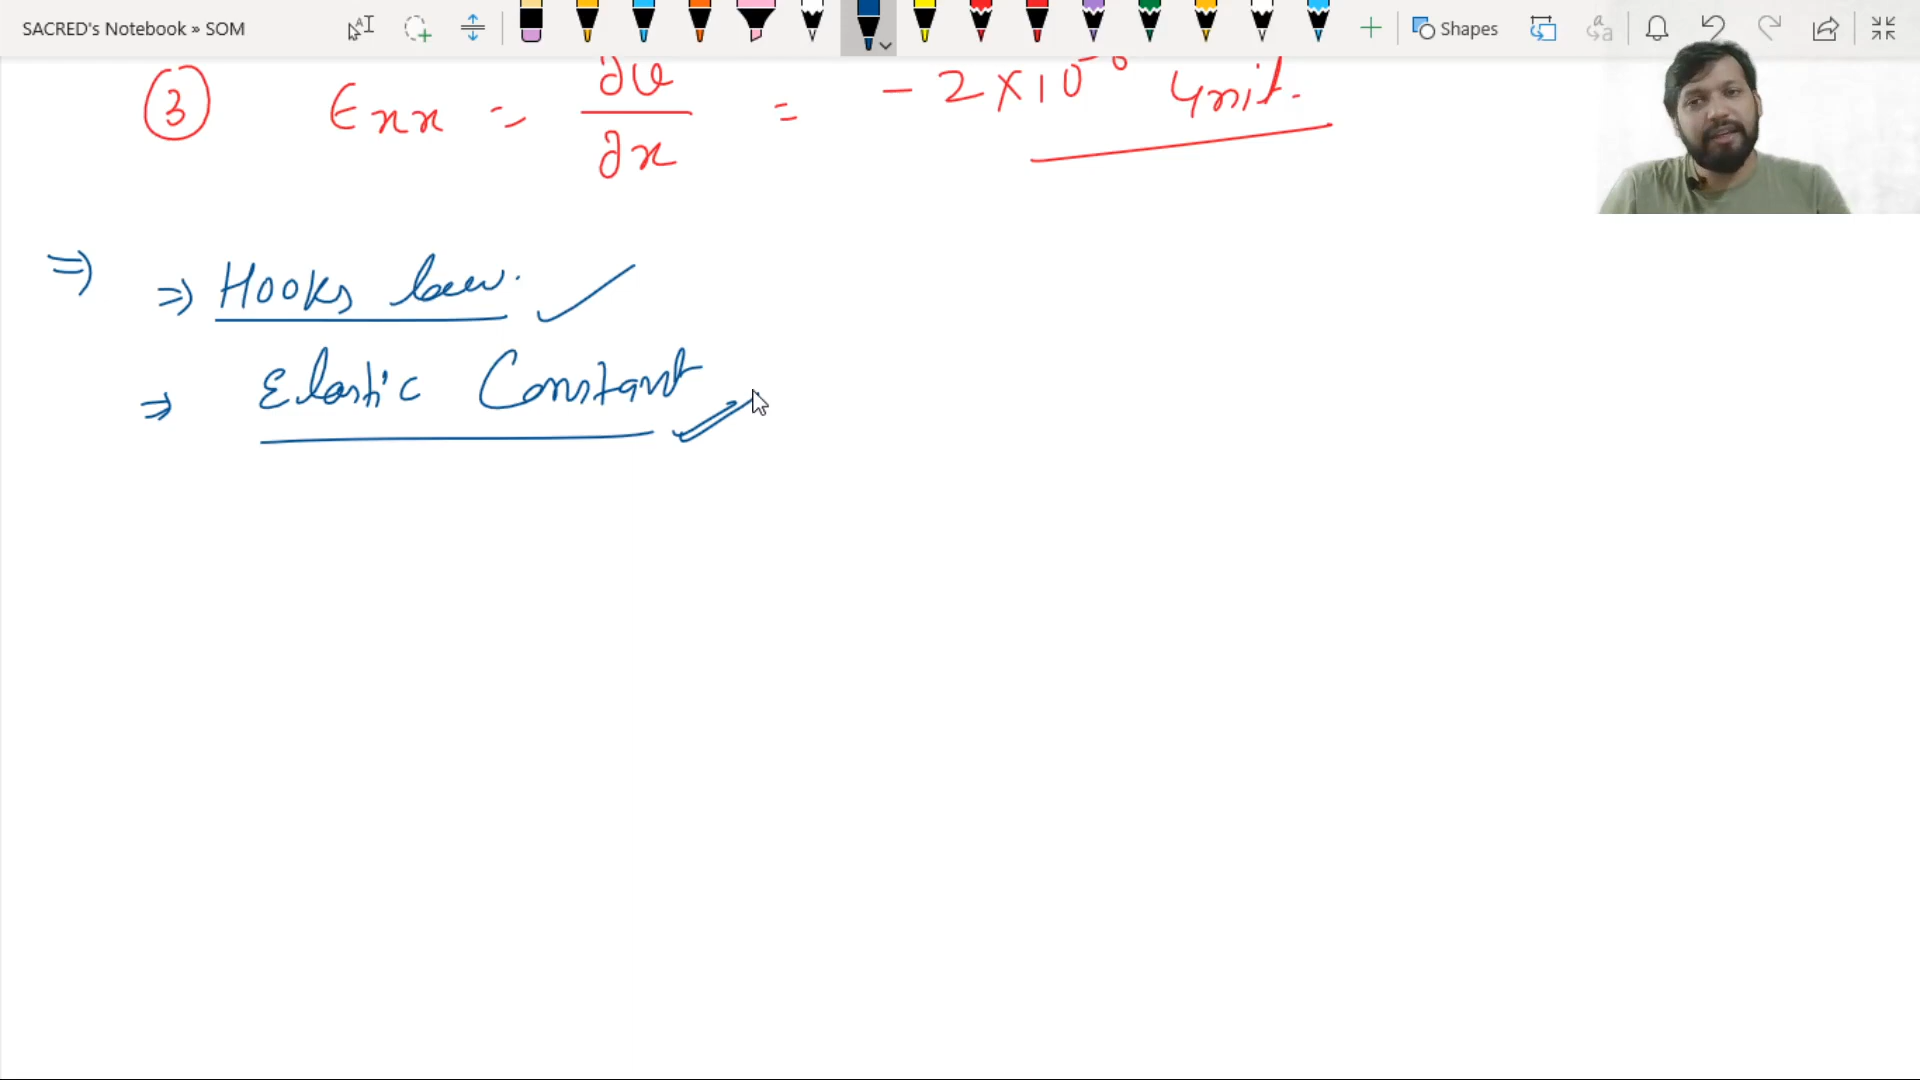 SACRED's Notebook » SOM
Shapes
③ ϵxx = ∂v/∂x = - 2×10⁻⁶ Unit.
⇒ ⇒ Hooks law.
⇒ Elastic Constant